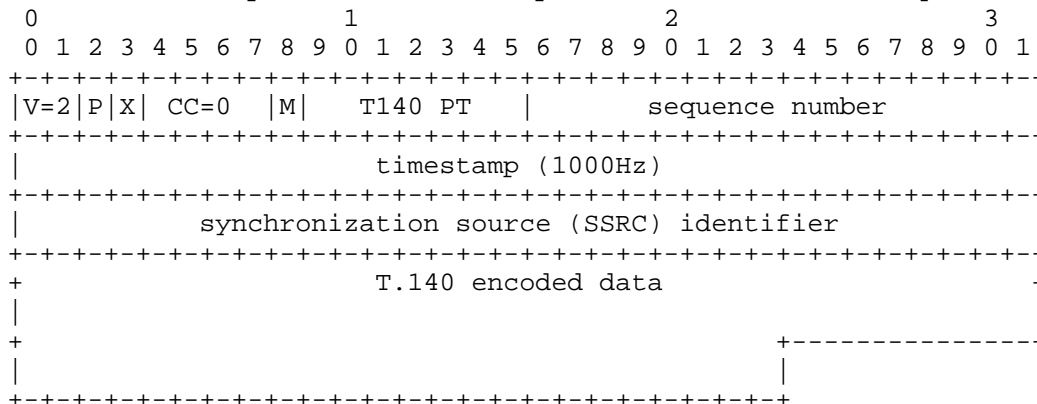 0                   1                   2                   3
 0 1 2 3 4 5 6 7 8 9 0 1 2 3 4 5 6 7 8 9 0 1 2 3 4 5 6 7 8 9 0 1
+-+-+-+-+-+-+-+-+-+-+-+-+-+-+-+-+-+-+-+-+-+-+-+-+-+-+-+-+-+-+-+--
|V=2|P|X| CC=0  |M|   T140 PT   |       sequence number
+-+-+-+-+-+-+-+-+-+-+-+-+-+-+-+-+-+-+-+-+-+-+-+-+-+-+-+-+-+-+-+--
|                      timestamp (1000Hz)
+-+-+-+-+-+-+-+-+-+-+-+-+-+-+-+-+-+-+-+-+-+-+-+-+-+-+-+-+-+-+-+--
|           synchronization source (SSRC) identifier
+-+-+-+-+-+-+-+-+-+-+-+-+-+-+-+-+-+-+-+-+-+-+-+-+-+-+-+-+-+-+-+--
+                      T.140 encoded data                       -
|
+                                               +----------------
|                                               |
+-+-+-+-+-+-+-+-+-+-+-+-+-+-+-+-+-+-+-+-+-+-+-+-+